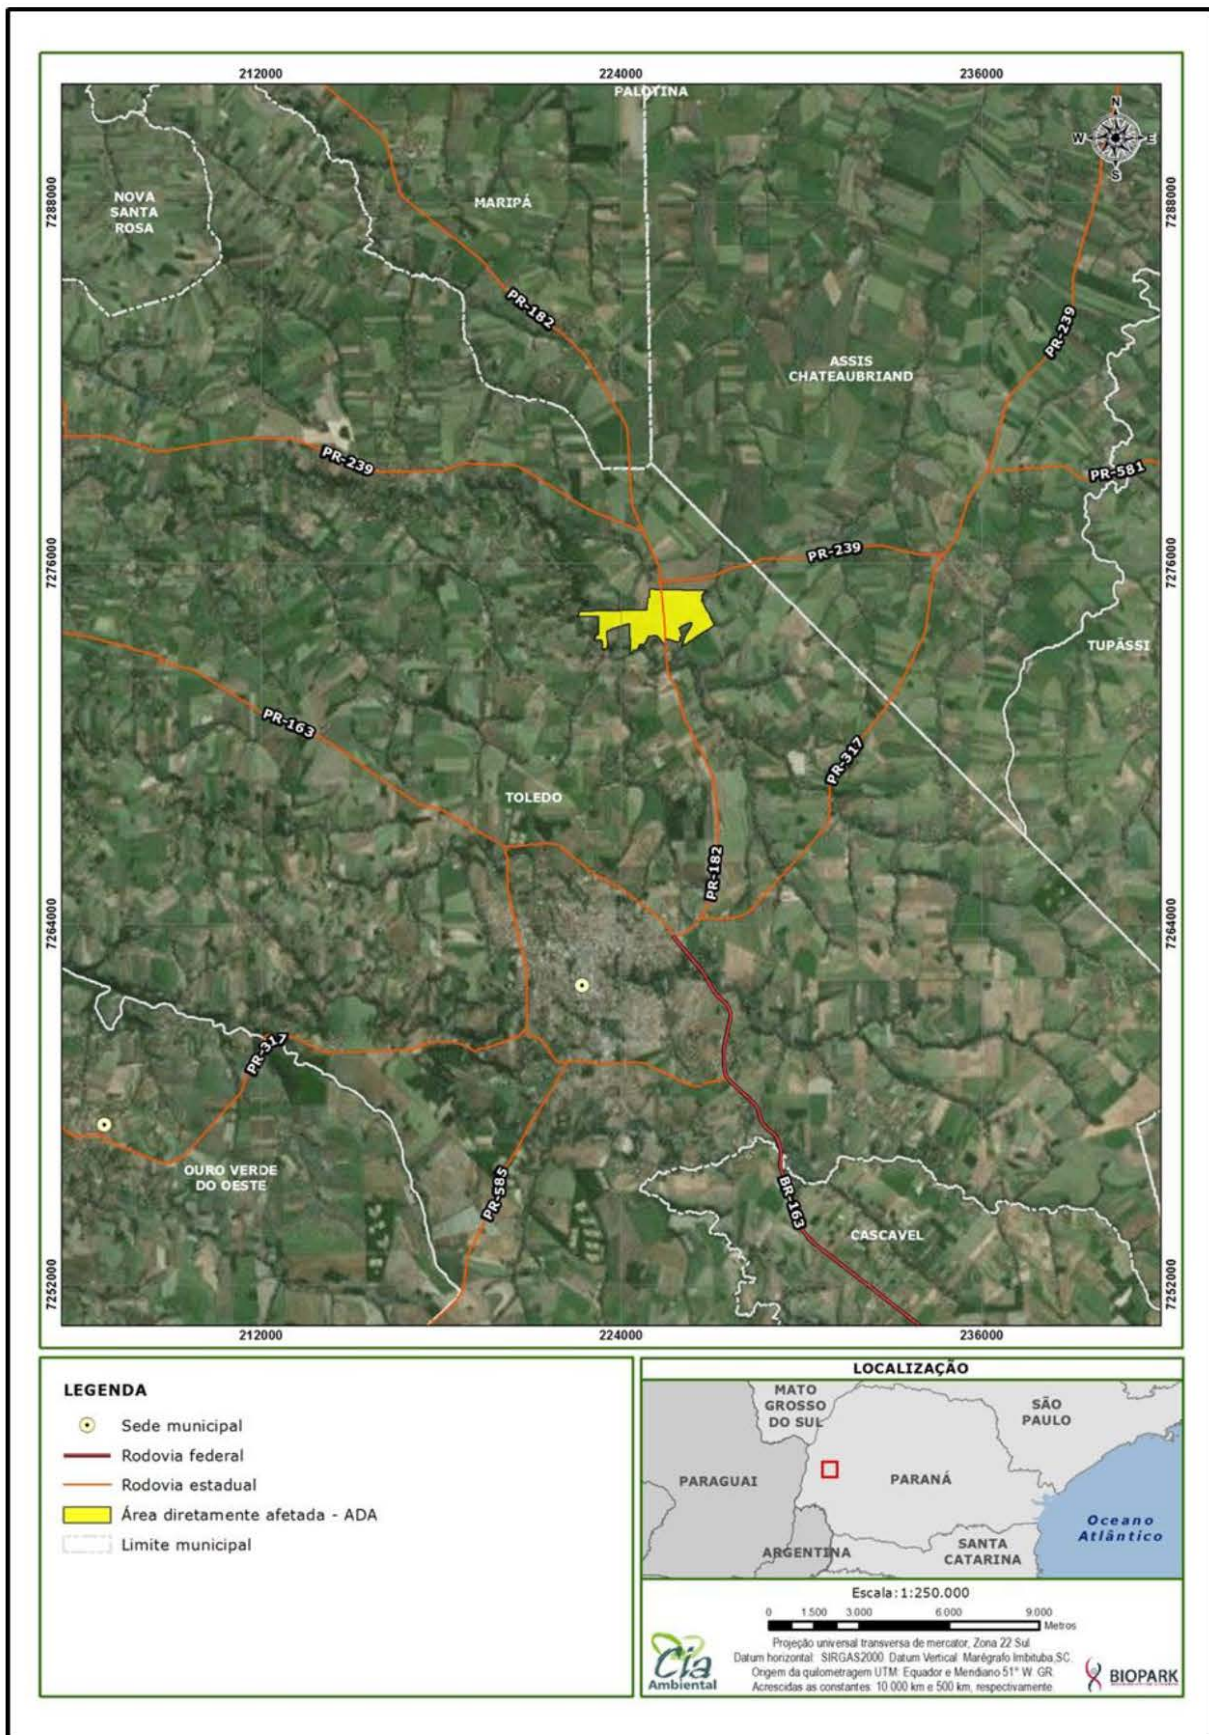 212000
224000
236000
PALOTINA
N
W
E
S
7288000
7288000
NOVA
SANTA
ROSA
MARIPÁ
PR-182
PR-239
ASSIS
CHATEAUBRIAND
PR-239
PR-581
7276000
PR-239
7276000
TUPÃSSI
PR-163
PR-317
TOLEDO
PR-182
7264000
7264000
PR-317
OURO VERDE
DO OESTE
PR-585
BR-163
CASCAVEL
7252000
7252000
212000
224000
236000
LEGENDA
Sede municipal
Rodovia federal
Rodovia estadual
Área diretamente afetada - ADA
Limite municipal
LOCALIZAÇÃO
MATO
GROSSO
DO SUL
SÃO
PAULO
PARAGUAI
PARANÁ
Oceano
Atlântico
ARGENTINA
SANTA
CATARINA
Escala: 1:250.000
0 1.500 3.000 6.000 9.000
Metros
Projeção universal transversa de mercator, Zona 22 Sul
Datum horizontal: SIRGAS2000. Datum Vertical: Marégrafo Imbituba,SC.
Origem da quilometragem UTM: Equador e Meridiano 51° W. GR.
Acrescidas as constantes: 10.000 km e 500 km, respectivamente.
Cia
Ambiental
BIOPARK